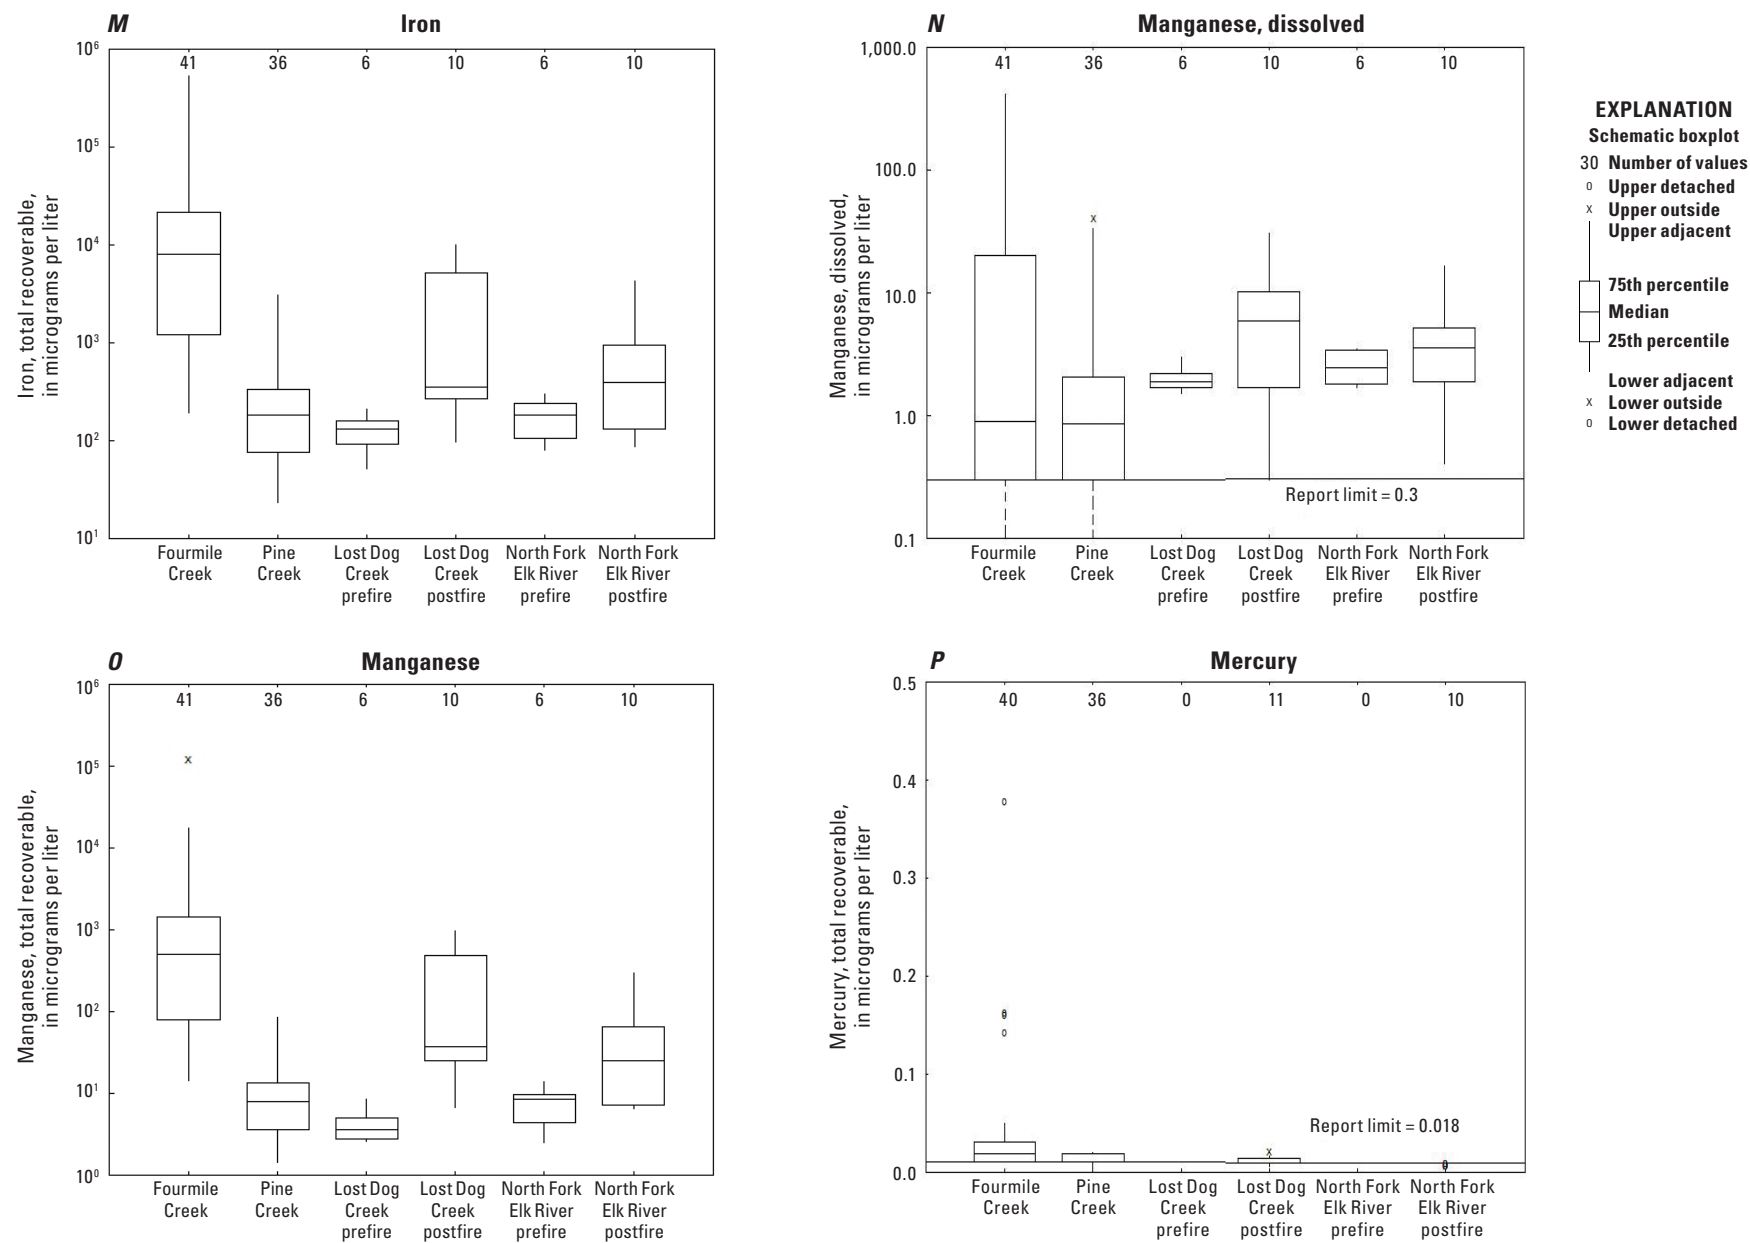 M Iron
10⁶
41 36 6 10 6 10
10⁵
10⁴
10³
10²
10¹
Iron, total recoverable,
in micrograms per liter
Fourmile Creek
Pine Creek
Lost Dog Creek prefire
Lost Dog Creek postfire
North Fork Elk River prefire
North Fork Elk River postfire
N Manganese, dissolved
1,000.0
41 36 6 10 6 10
100.0
10.0
1.0
0.1
Manganese, dissolved,
in micrograms per liter
Report limit = 0.3
Fourmile Creek
Pine Creek
Lost Dog Creek prefire
Lost Dog Creek postfire
North Fork Elk River prefire
North Fork Elk River postfire
EXPLANATION
Schematic boxplot
30 Number of values
o Upper detached
x Upper outside
Upper adjacent
75th percentile
Median
25th percentile
Lower adjacent
x Lower outside
o Lower detached
O Manganese
10⁶
41 36 6 10 6 10
10⁵
x
10⁴
10³
10²
10¹
10⁰
Manganese, total recoverable,
in micrograms per liter
Fourmile Creek
Pine Creek
Lost Dog Creek prefire
Lost Dog Creek postfire
North Fork Elk River prefire
North Fork Elk River postfire
P Mercury
0.5
40 36 0 11 0 10
0.4
0.3
0.2
0.1
0.0
Mercury, total recoverable,
in micrograms per liter
Report limit = 0.018
Fourmile Creek
Pine Creek
Lost Dog Creek prefire
Lost Dog Creek postfire
North Fork Elk River prefire
North Fork Elk River postfire